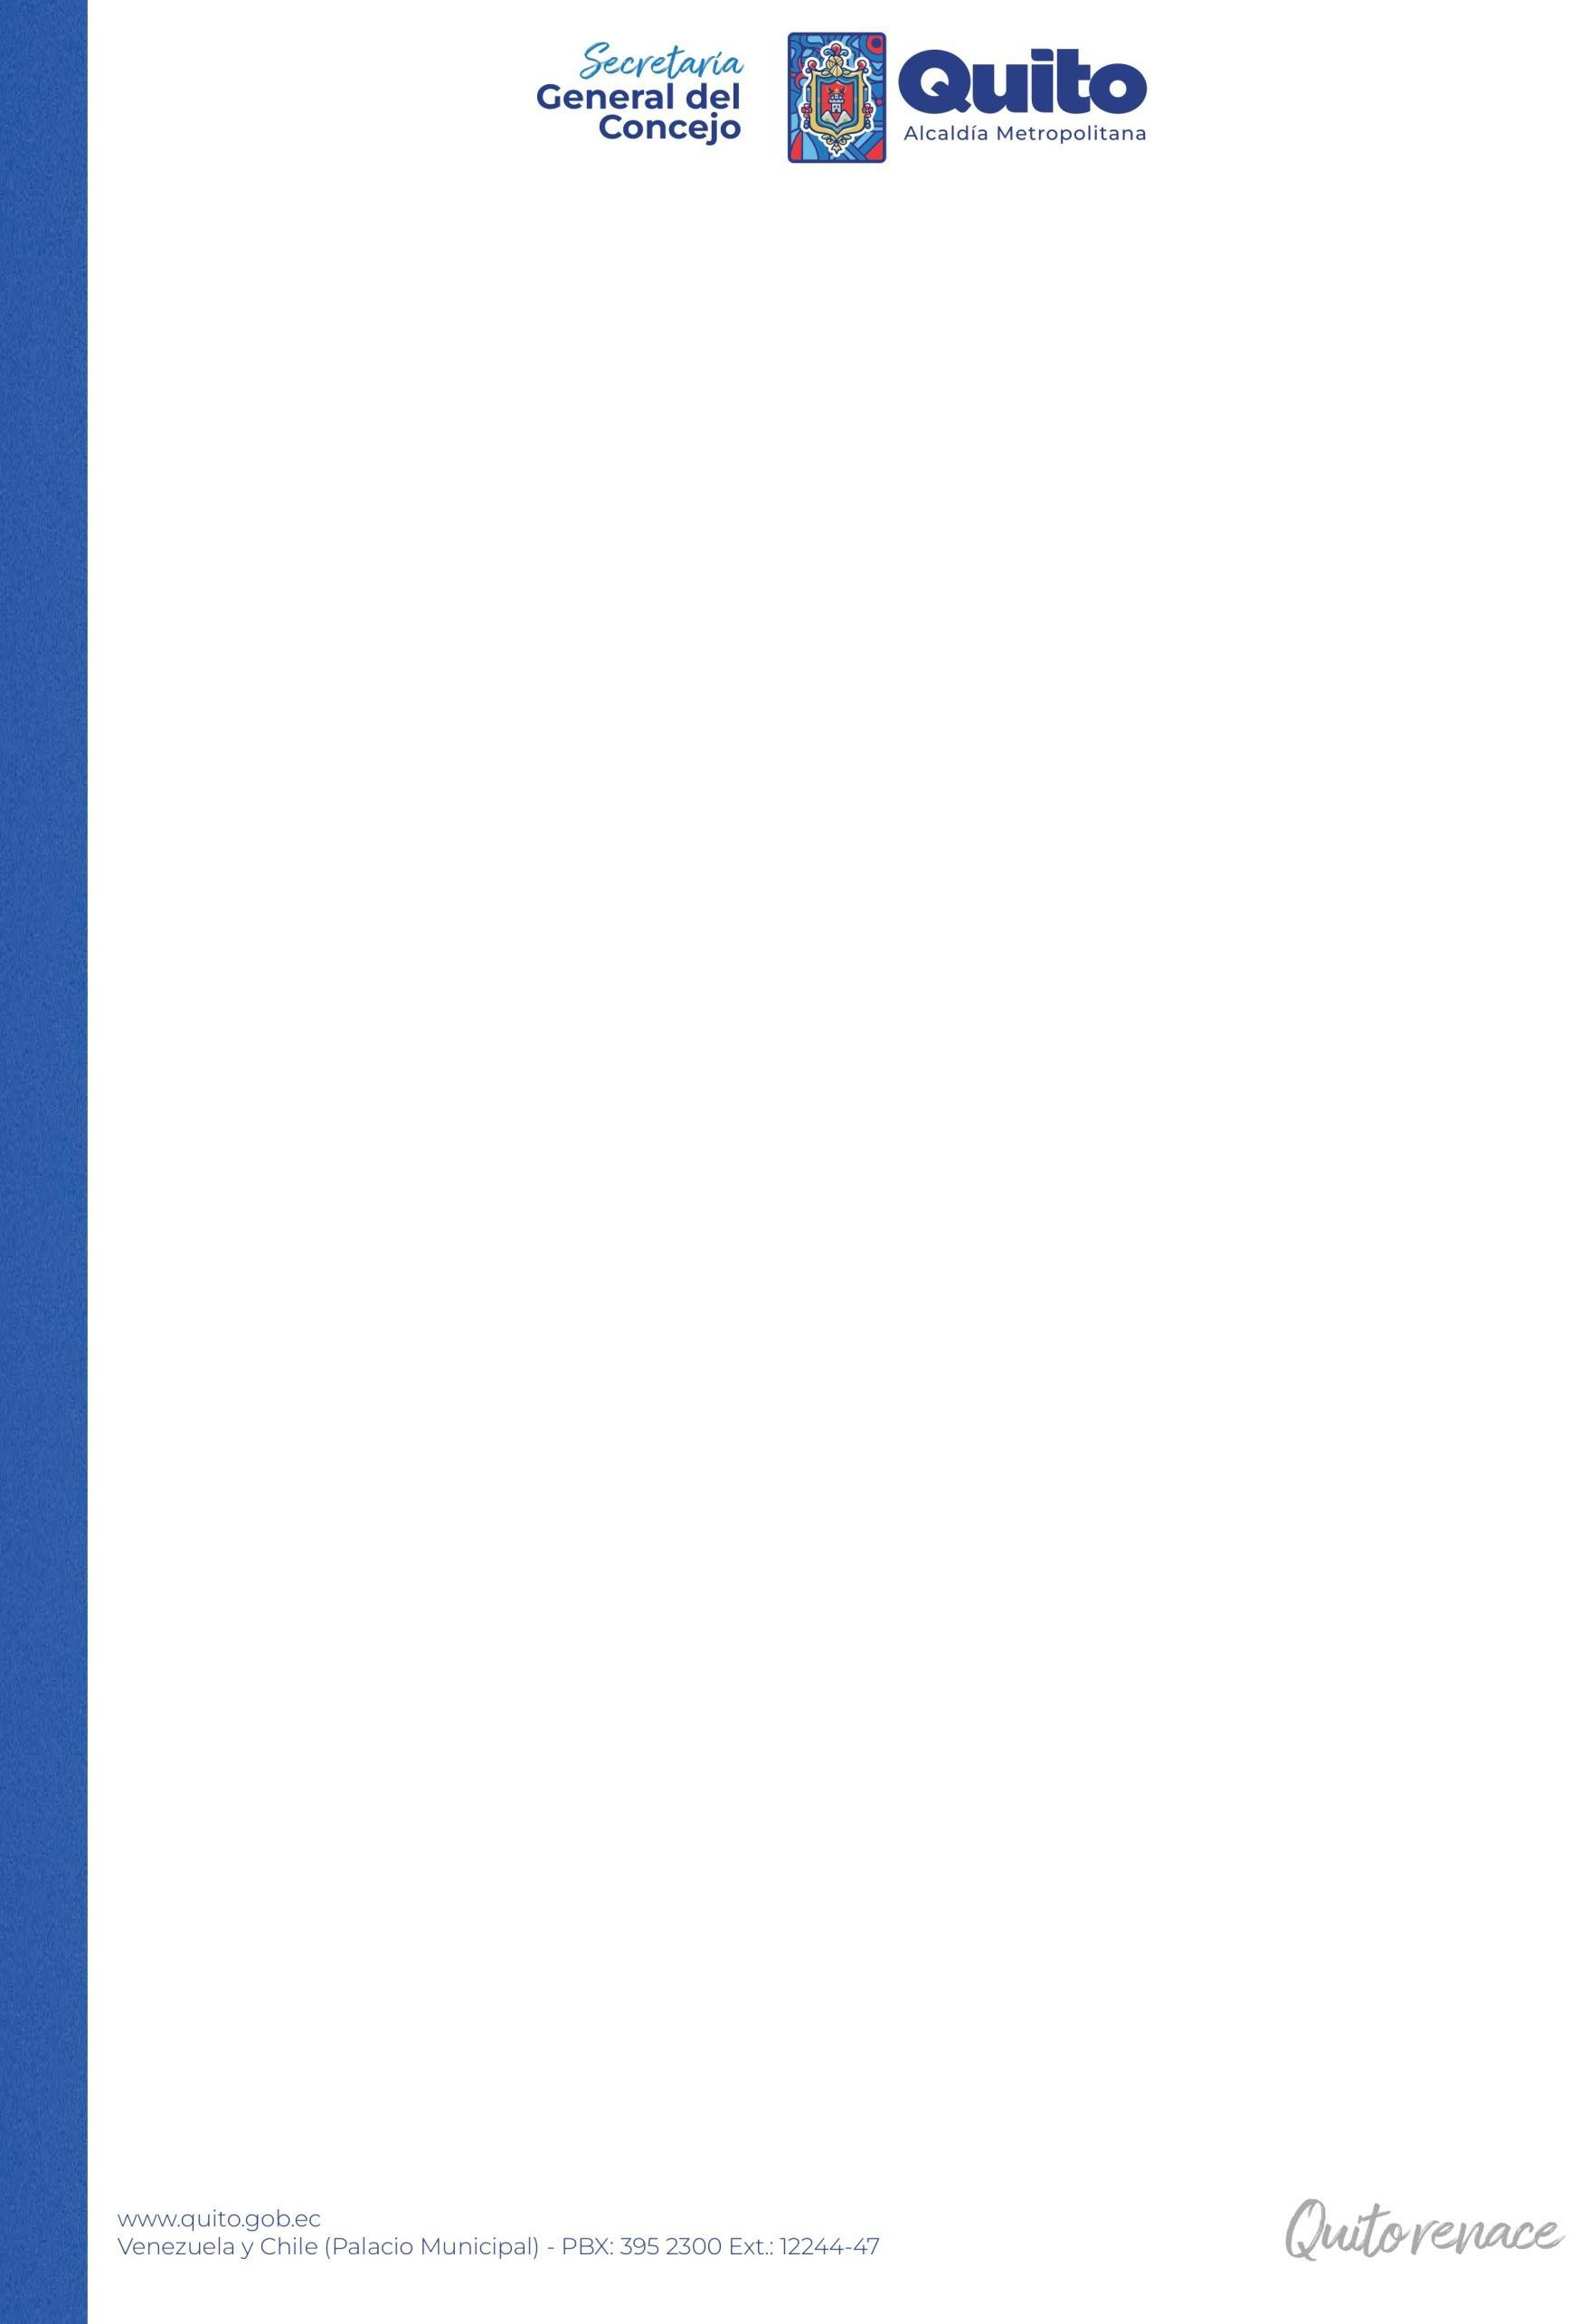 Secretaría
General del
Concejo
Quito
Alcaldía Metropolitana
www.quito.gob.ec
Venezuela y Chile (Palacio Municipal) - PBX: 395 2300 Ext.: 12244-47
Quito renace